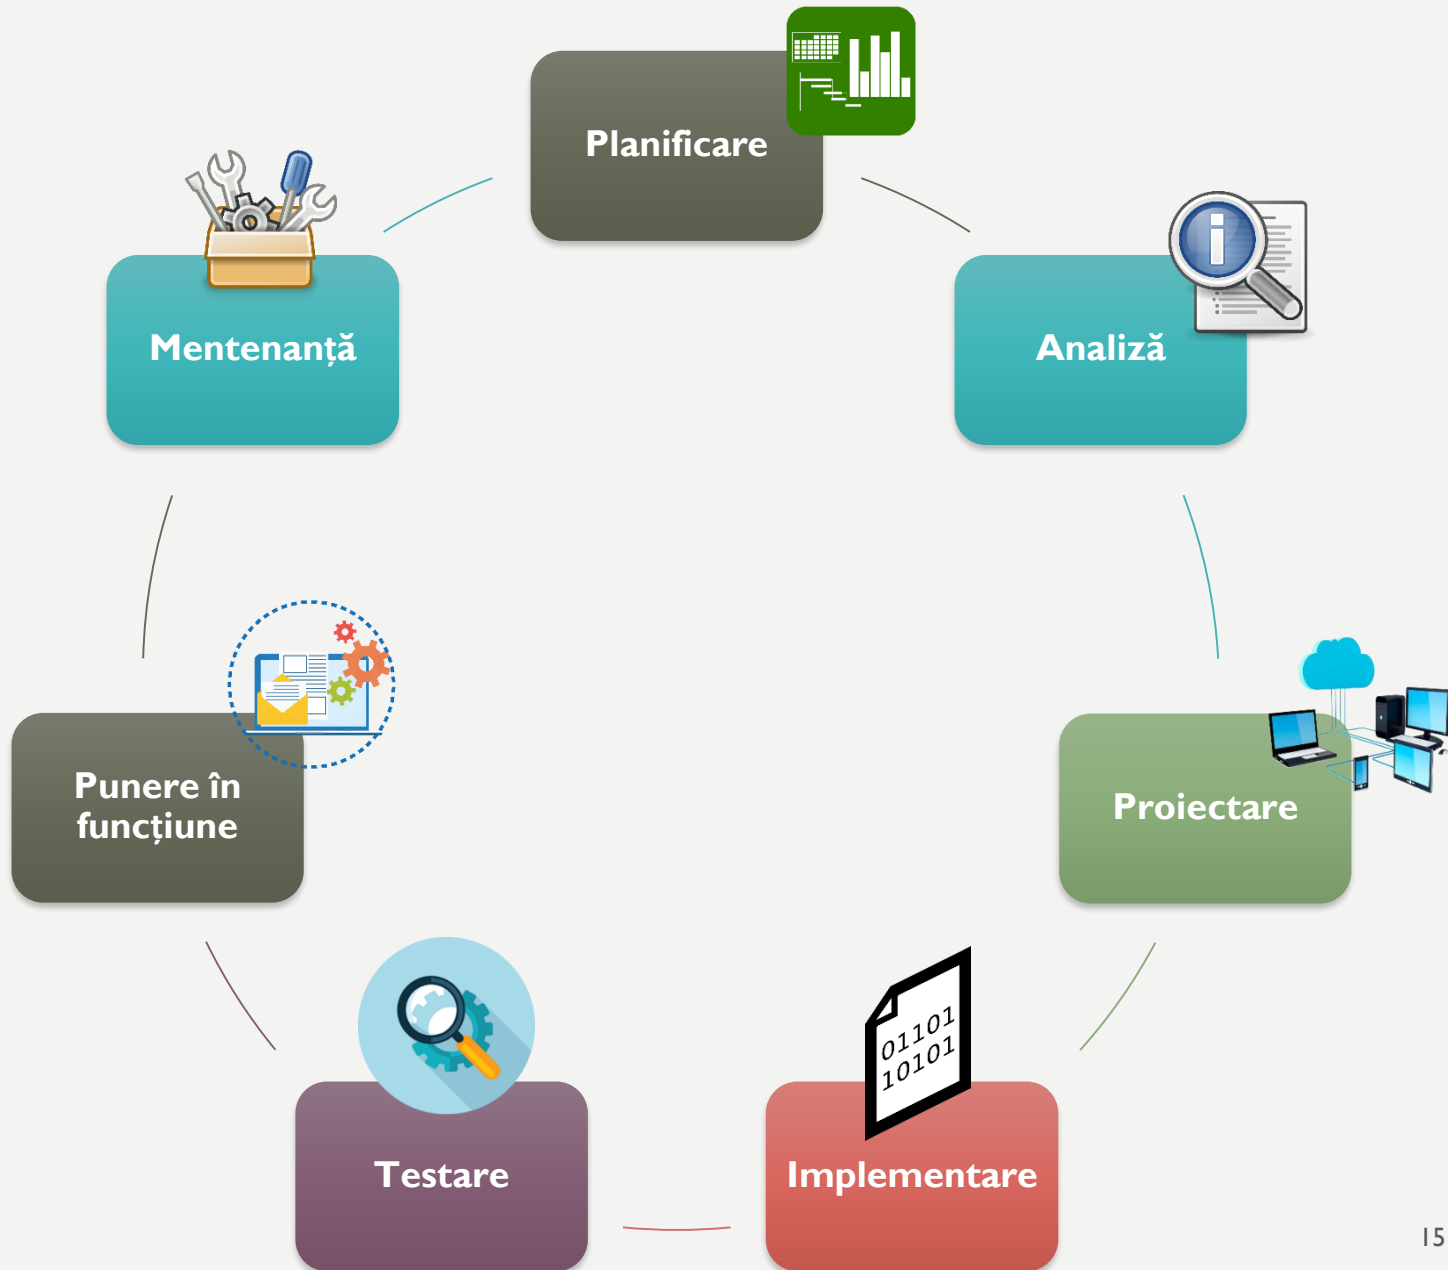 Planificare
Analiză
Proiectare
01101
10101
Implementare
Testare
Punere în
funcțiune
Mentenanță
15